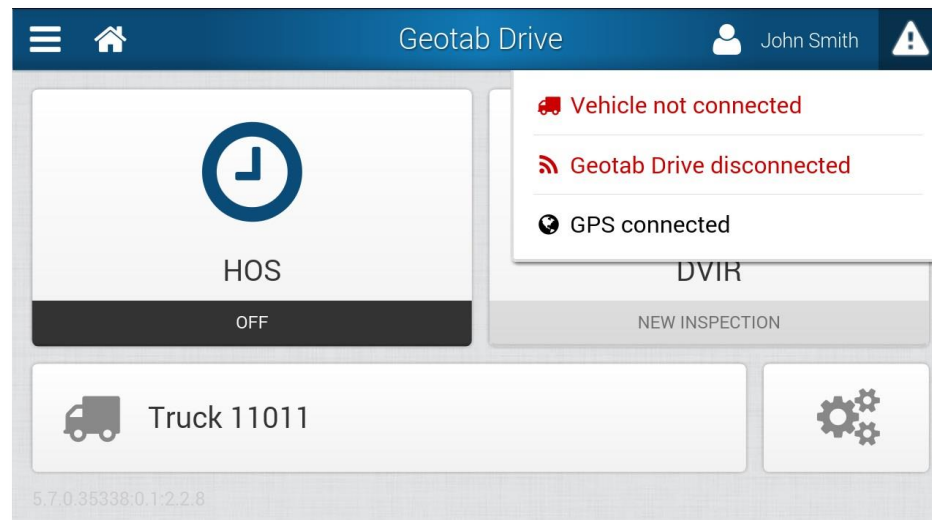 Geotab Drive
John Smith
Vehicle not connected
Geotab Drive disconnected
GPS connected
HOS
OFF
DVIR
NEW INSPECTION
Truck 11011
5.7.0.35338:0.1:2.2.8